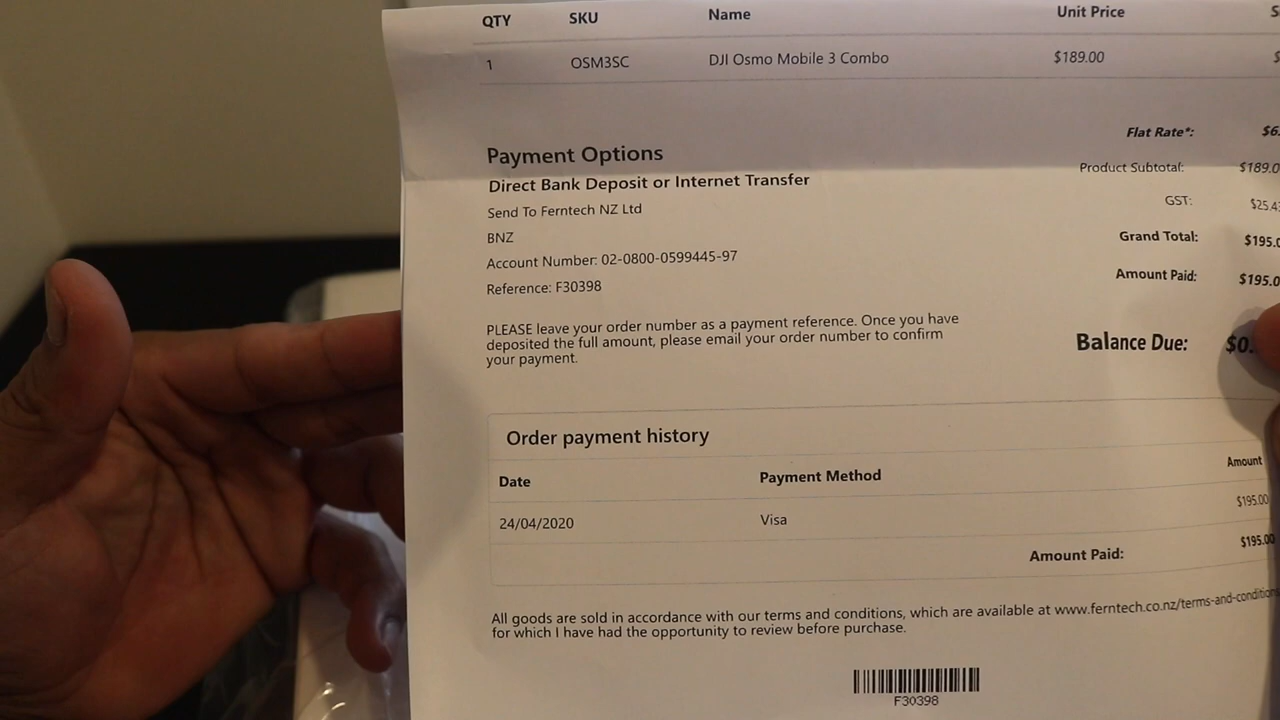 QTY SKU Name Unit Price
1 OSM3SC DJI Osmo Mobile 3 Combo $189.00
Flat Rate*: $6.
Payment Options
Product Subtotal: $189.0
Direct Bank Deposit or Internet Transfer
GST: $25.4
Send To Ferntech NZ Ltd
BNZ
Grand Total: $195.0
Account Number: 02-0800-0599445-97
Amount Paid: $195.0
Reference: F30398
PLEASE leave your order number as a payment reference. Once you have
deposited the full amount, please email your order number to confirm
your payment.
Balance Due: $0.
Order payment history
Date Payment Method Amount
24/04/2020 Visa $195.00
Amount Paid: $195.00
All goods are sold in accordance with our terms and conditions, which are available at www.ferntech.co.nz/terms-and-condition
for which I have had the opportunity to review before purchase.
F30398